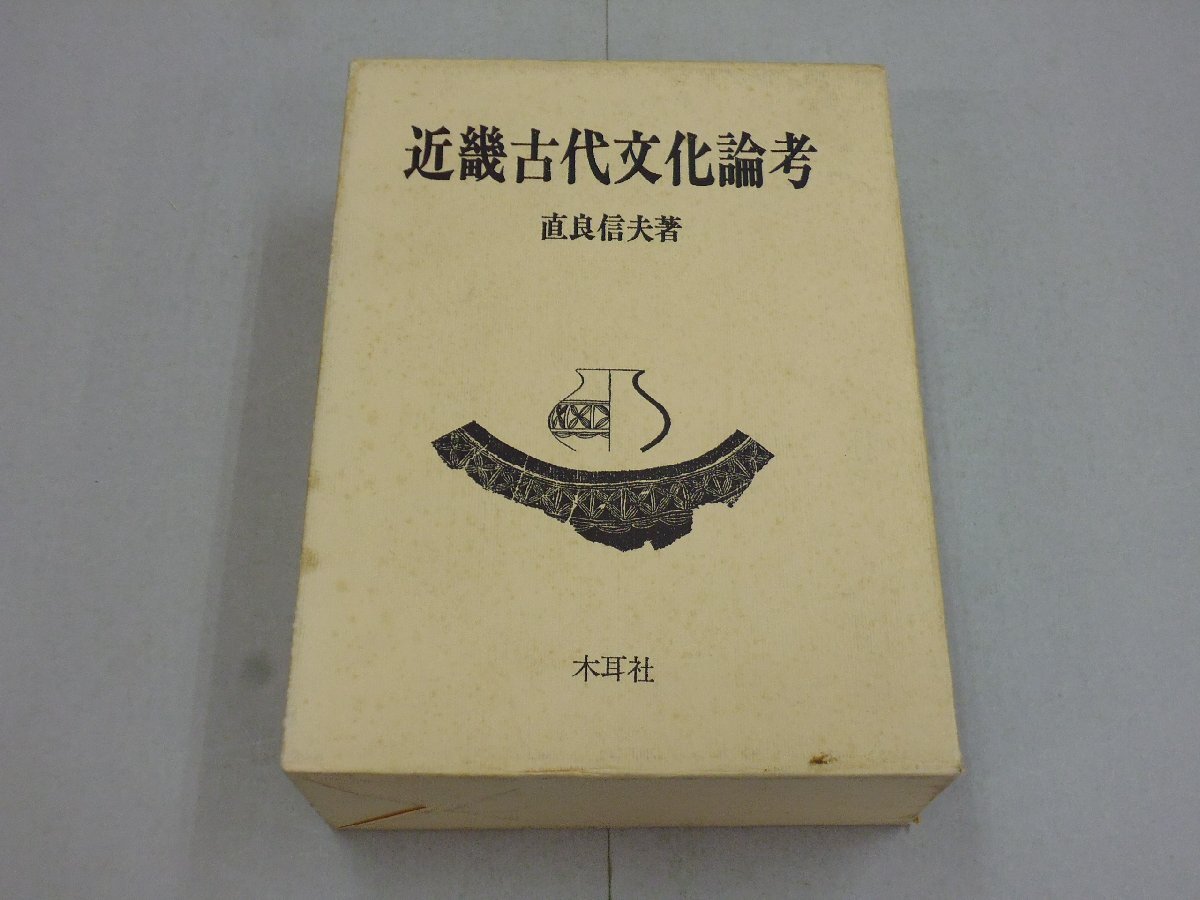 近畿古代文化論考
直良信夫著
木耳社